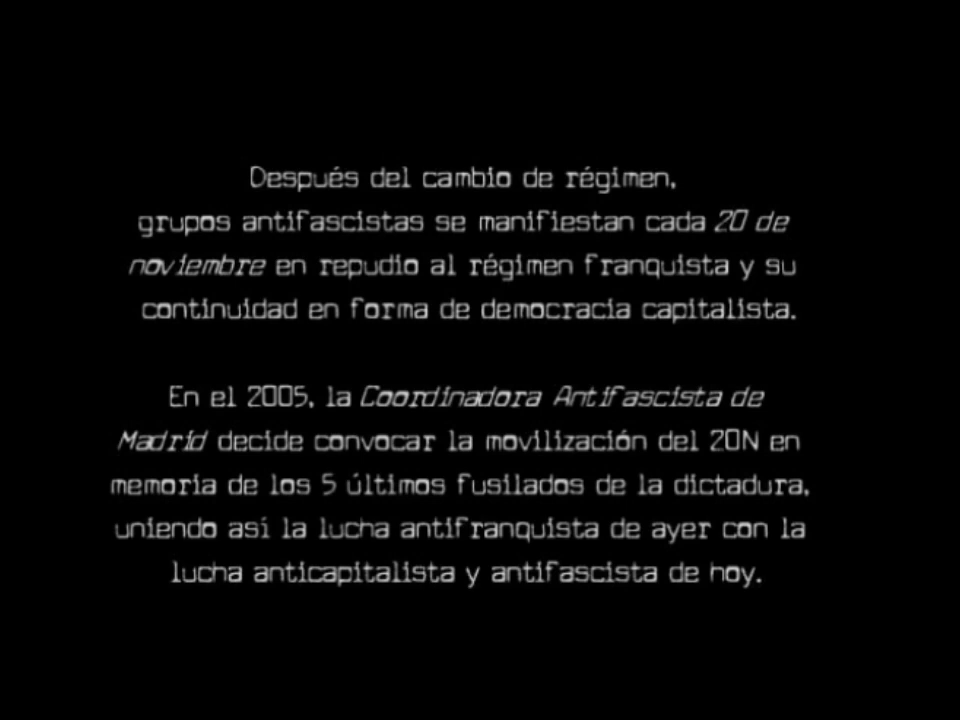 Después del cambio de régimen,
grupos antifascistas se manifiestan cada 20 de
noviembre en repudio al régimen franquista y su
continuidad en forma de democracia capitalista.
En el 2005, la Coordinadora Antifascista de
Madrid decide convocar la movilización del 20N en
memoria de los 5 últimos fusilados de la dictadura,
uniendo así la lucha antifranquista de ayer con la
lucha anticapitalista y antifascista de hoy.